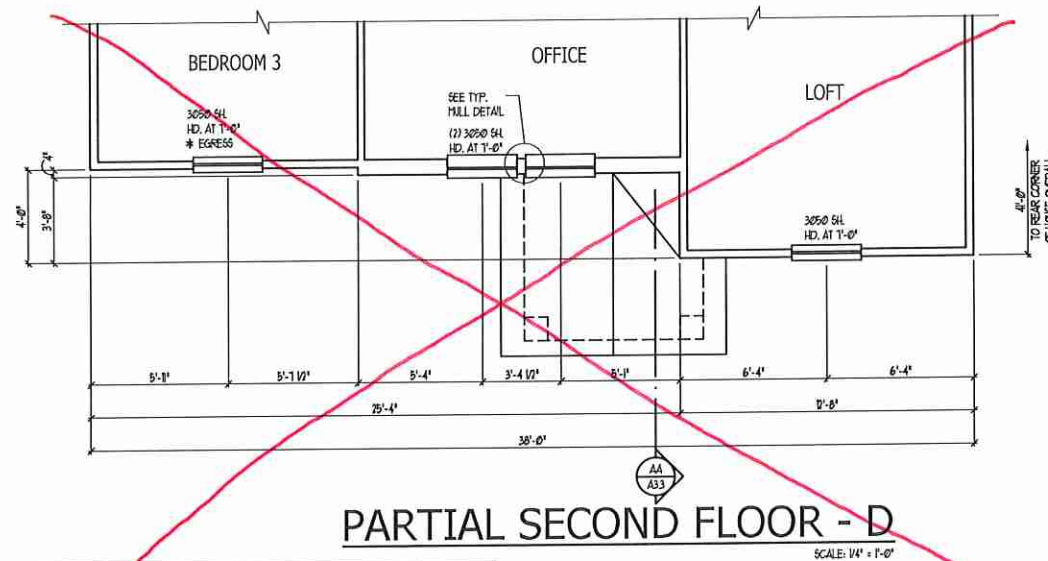 BEDROOM 3
OFFICE
LOFT
SEE TYP.
MULL DETAIL
3050 SH.
HD. AT 7'-0"
* EGRESS
(2) 3050 SH.
HD. AT 7'-0"
3050 SH.
HD. AT 7'-0"
4"
4'-0"
3'-8"
41'-0"
TO REAR CORNER
5'-11"
5'-7 1/2"
5'-4"
3'-4 1/2"
5'-1"
6'-4"
6'-4"
25'-4"
12'-8"
38'-0"
AA
A3.3
PARTIAL SECOND FLOOR - D
SCALE: 1/4" = 1'-0"